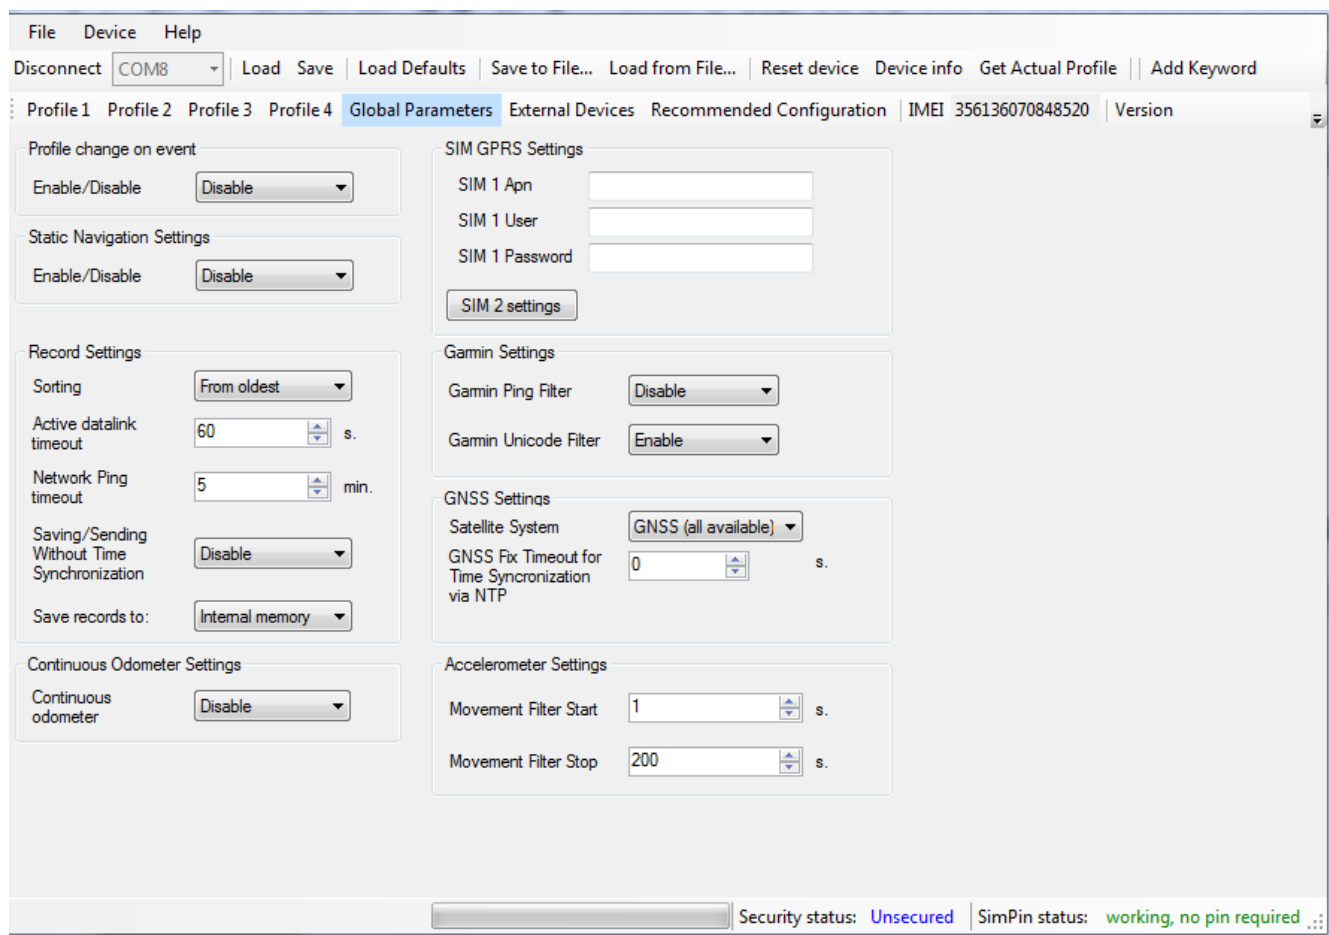 File Device Help
Disconnect COM8 Load Save Load Defaults Save to File... Load from File... Reset device Device info Get Actual Profile Add Keyword
Profile 1 Profile 2 Profile 3 Profile 4 Global Parameters External Devices Recommended Configuration IMEI 356136070848520 Version
Profile change on event
Enable/Disable Disable
Static Navigation Settings
Enable/Disable Disable
Record Settings
Sorting From oldest
Active datalink
timeout 60 s.
Network Ping
timeout 5 min.
Saving/Sending
Without Time
Synchronization Disable
Save records to: Internal memory
Continuous Odometer Settings
Continuous
odometer Disable
SIM GPRS Settings
SIM 1 Apn
SIM 1 User
SIM 1 Password
SIM 2 settings
Garmin Settings
Garmin Ping Filter Disable
Garmin Unicode Filter Enable
GNSS Settings
Satellite System GNSS (all available)
GNSS Fix Timeout for
Time Syncronization
via NTP 0 s.
Accelerometer Settings
Movement Filter Start 1 s.
Movement Filter Stop 200 s.
Security status: Unsecured SimPin status: working, no pin required